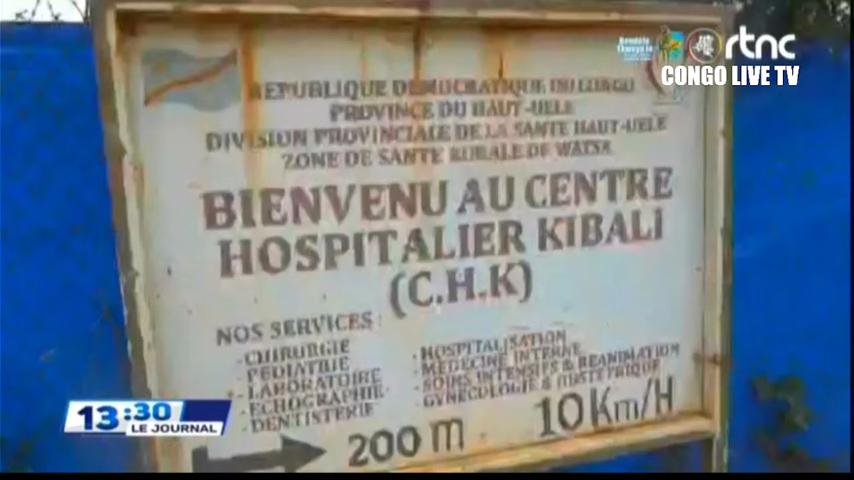 rtnc
CONGO LIVE TV
REPUBLIQUE DEMOCRATIQUE DU CONGO
PROVINCE DU HAUT-UELE
DIVISION PROVINCIALE DE LA SANTE HAUT-UELE
ZONE DE SANTE RURALE DE WATSA
BIENVENU AU CENTRE
HOSPITALIER KIBALI
(C.H.K)
NOS SERVICES :
- CHIRURGIE
- PEDIATRIE
- LABORATOIRE
- ECHOGRAPHIE
- DENTISTERIE
- HOSPITALISATION
- MEDECINE INTERNE
- SOINS INTENSIFS & REANIMATION
- GYNECOLOGIE &
200 m
10 Km/H
13:30
LE JOURNAL